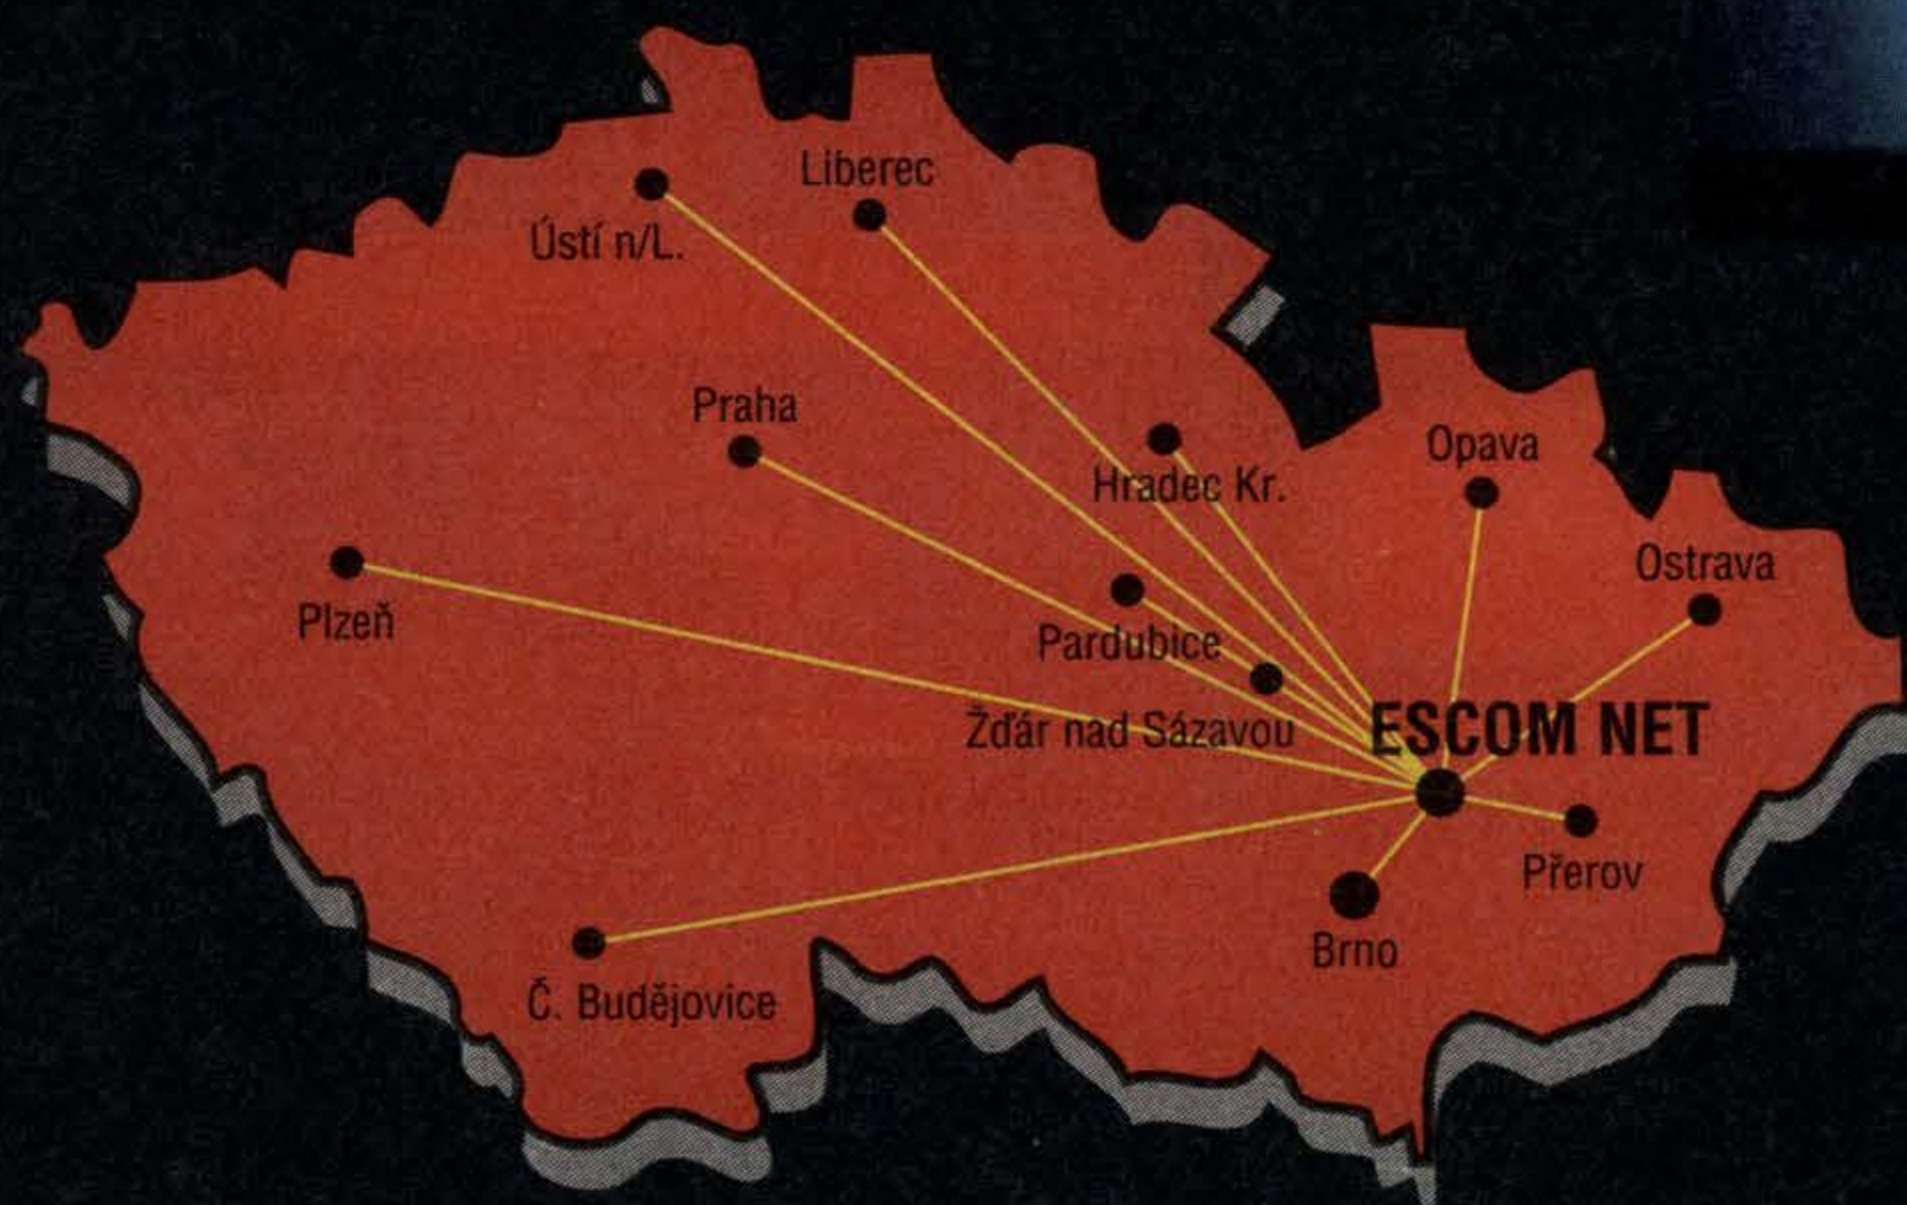 Liberec
Ústí n/L.
Praha
Hradec Kr.
Opava
Ostrava
Plzeň
Pardubice
Žďár nad Sázavou
ESCOM NET
Přerov
Brno
Č. Budějovice